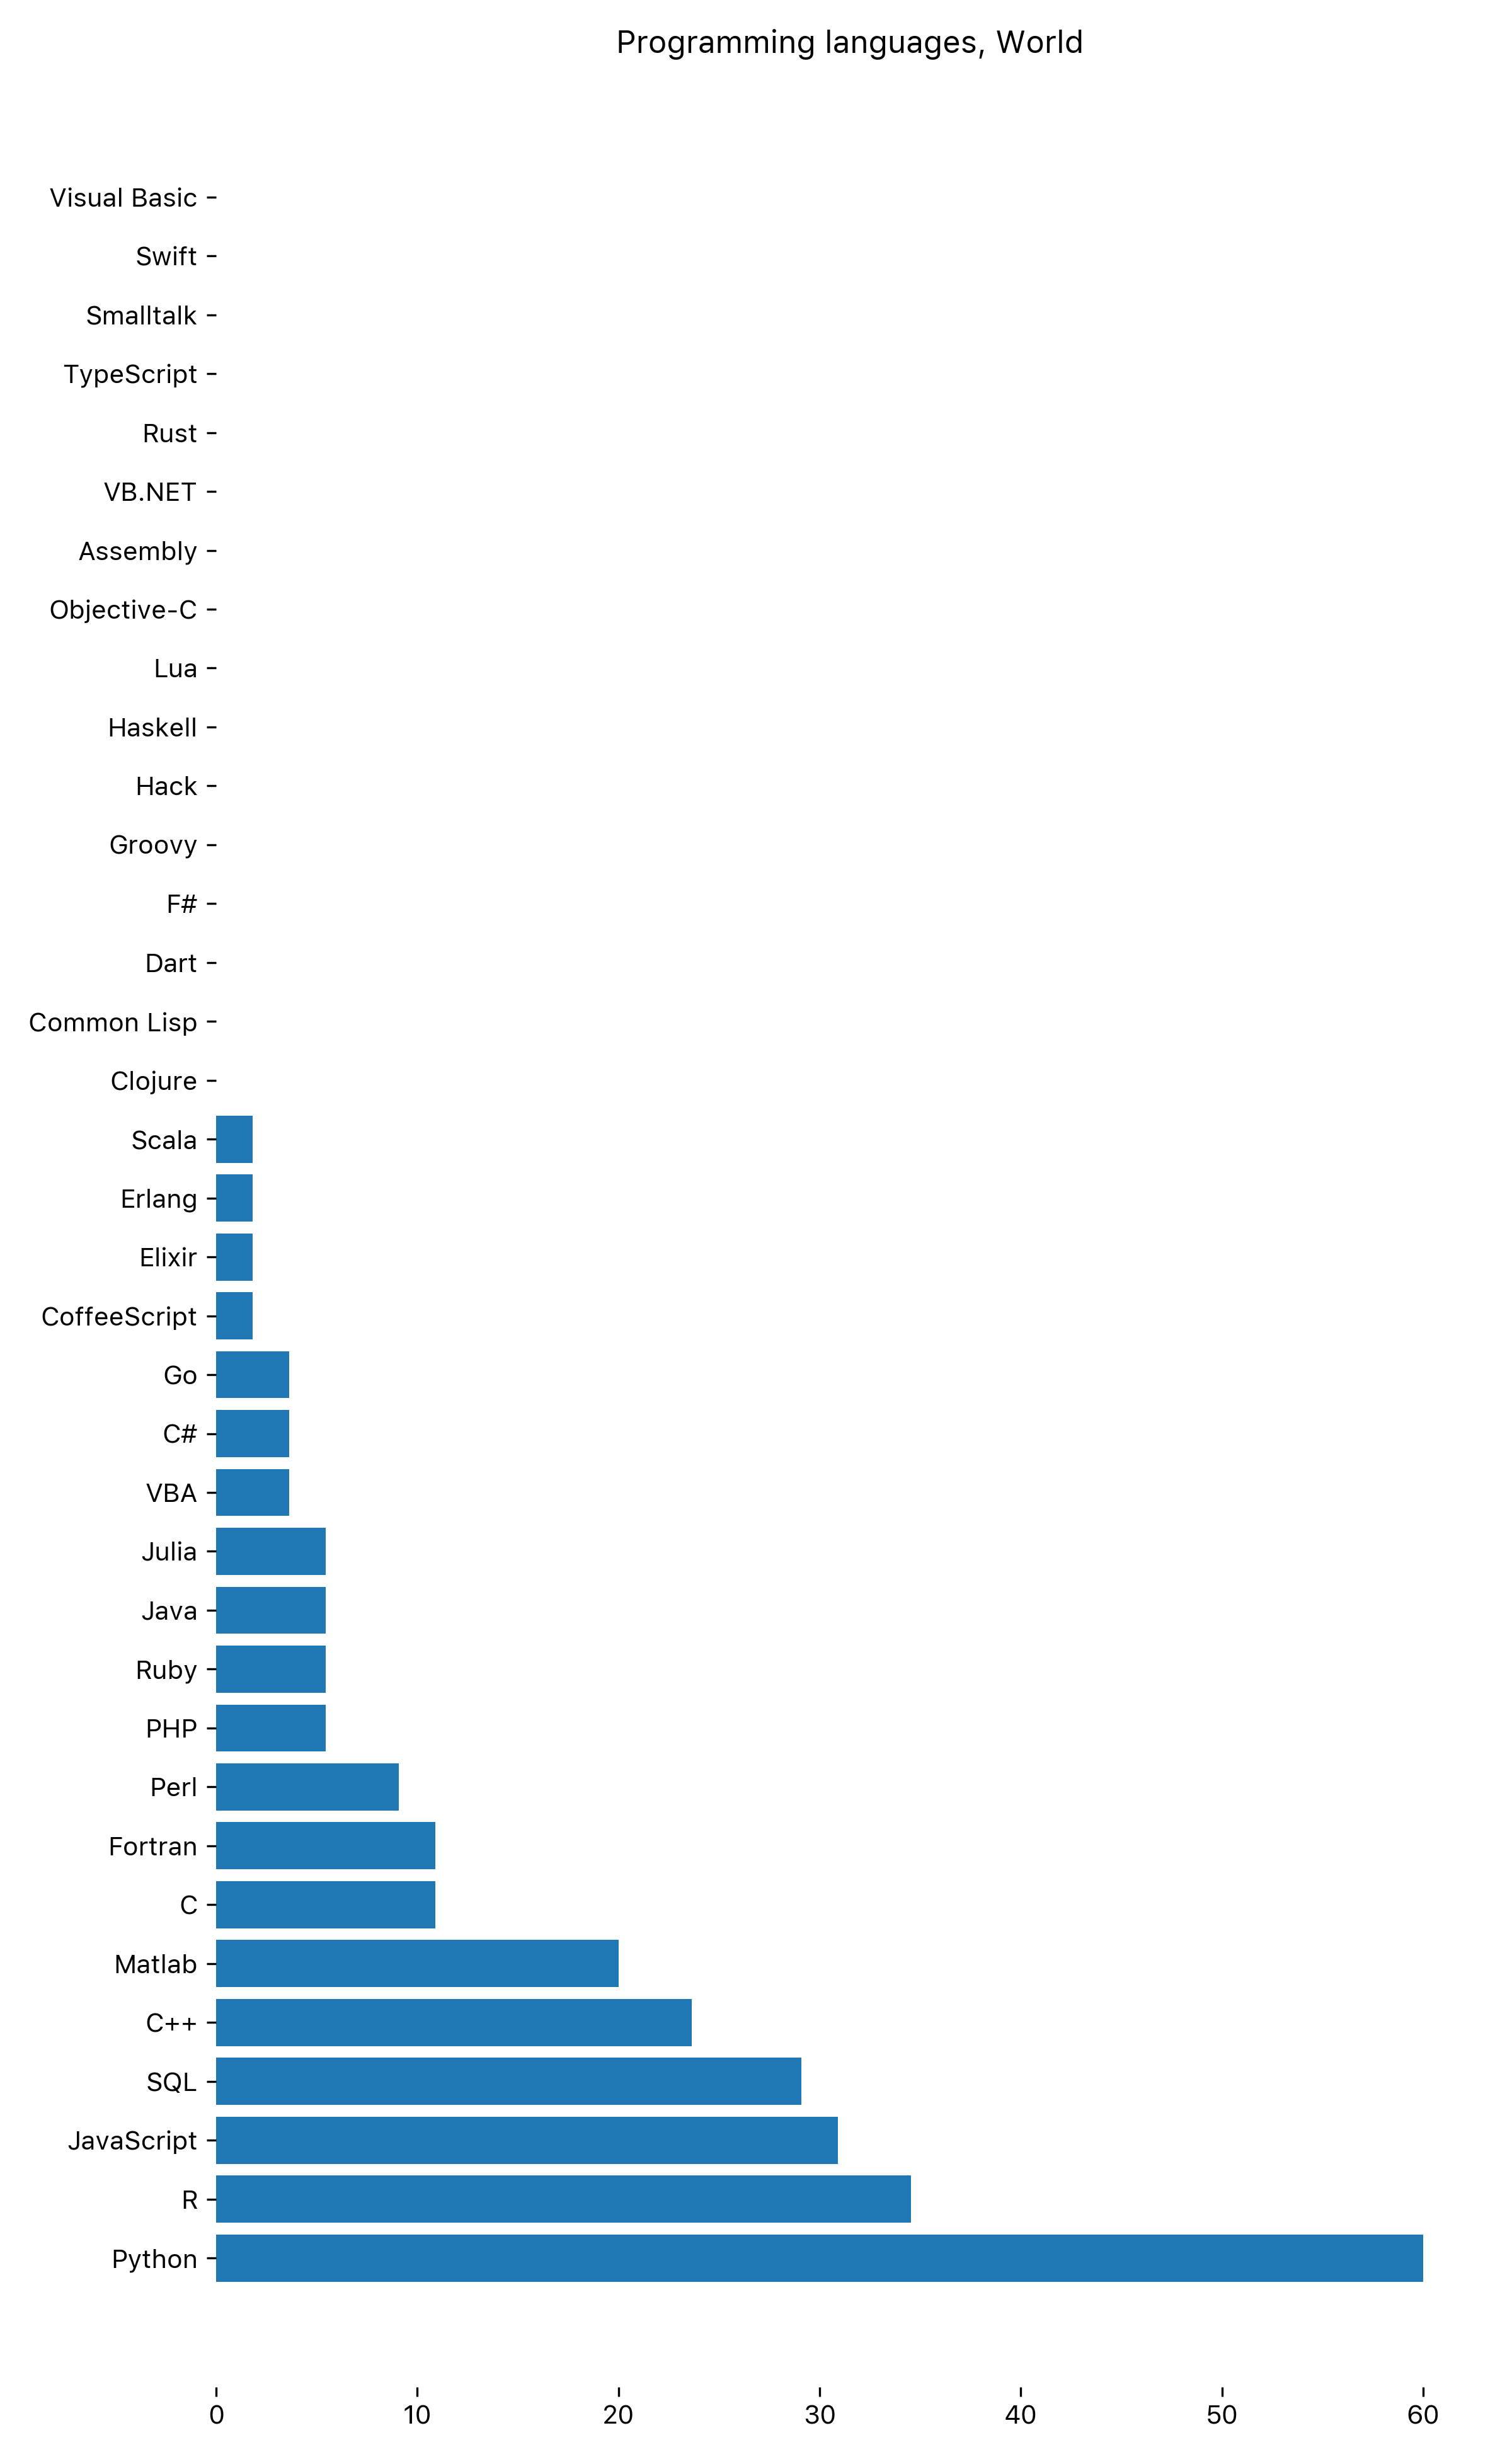 Programming languages, World
Visual Basic
Swift
Smalltalk
TypeScript
Rust
VB.NET
Assembly
Objective-C
Lua
Haskell
Hack
Groovy
F#
Dart
Common Lisp
Clojure
Scala
Erlang
Elixir
CoffeeScript
Go
C#
VBA
Julia
Java
Ruby
PHP
Perl
Fortran
C
Matlab
C++
SQL
JavaScript
R
Python
0 10 20 30 40 50 60